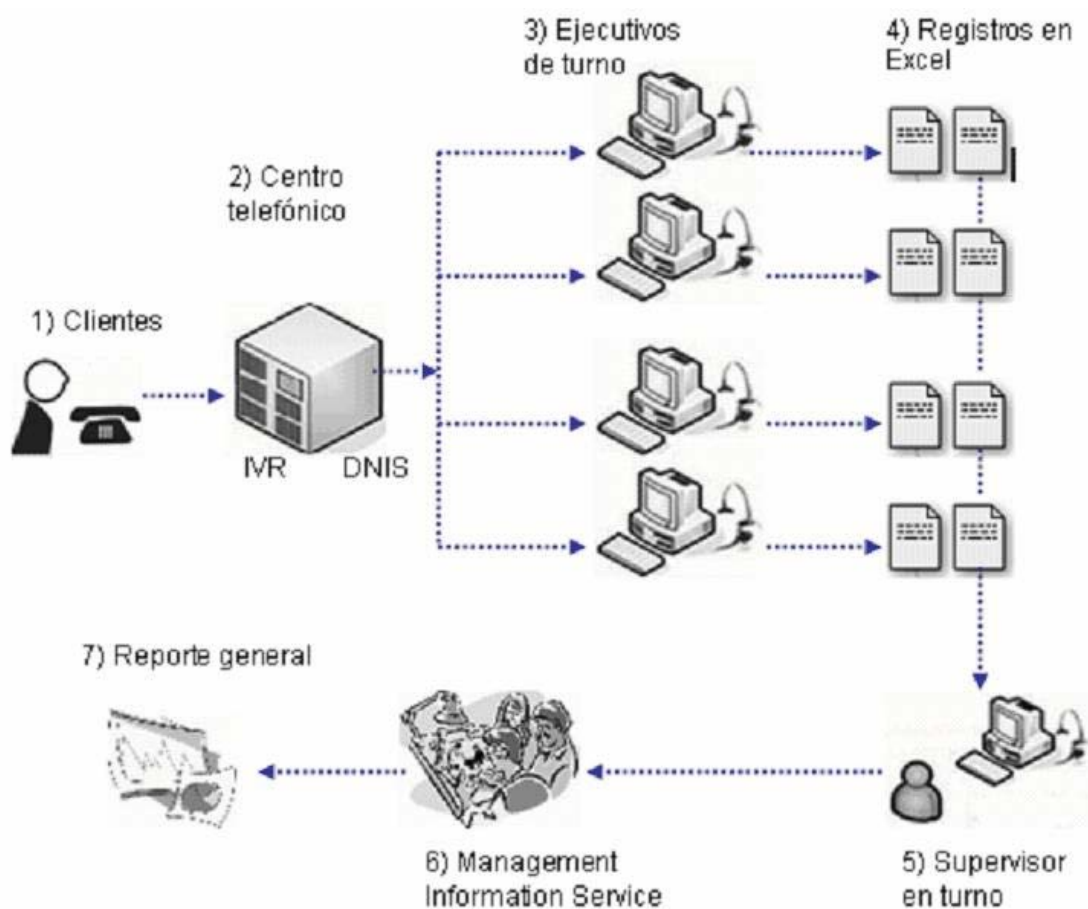 1) Clientes
2) Centro
telefónico
IVR DNIS
3) Ejecutivos
de turno
4) Registros en
Excel
5) Supervisor
en turno
6) Management
Information Service
7) Reporte general